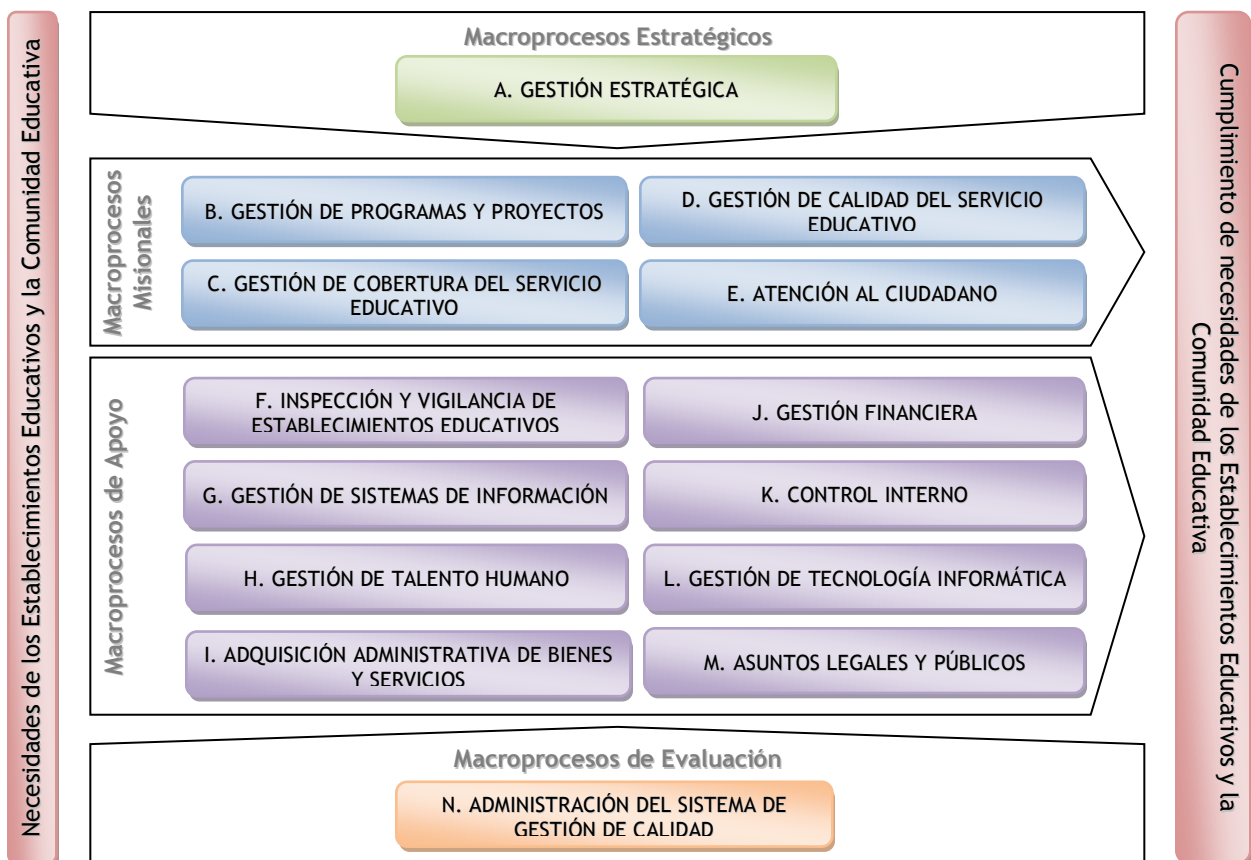 Necesidades de los Establecimientos Educativos y la Comunidad Educativa
Macroprocesos Estratégicos
A. GESTIÓN ESTRATÉGICA
Macroprocesos
Misionales
B. GESTIÓN DE PROGRAMAS Y PROYECTOS
C. GESTIÓN DE COBERTURA DEL SERVICIO
EDUCATIVO
D. GESTIÓN DE CALIDAD DEL SERVICIO
EDUCATIVO
E. ATENCIÓN AL CIUDADANO
Macroprocesos de Apoyo
F. INSPECCIÓN Y VIGILANCIA DE
ESTABLECIMIENTOS EDUCATIVOS
G. GESTIÓN DE SISTEMAS DE INFORMACIÓN
H. GESTIÓN DE TALENTO HUMANO
I. ADQUISICIÓN ADMINISTRATIVA DE BIENES
Y SERVICIOS
J. GESTIÓN FINANCIERA
K. CONTROL INTERNO
L. GESTIÓN DE TECNOLOGÍA INFORMÁTICA
M. ASUNTOS LEGALES Y PÚBLICOS
Macroprocesos de Evaluación
N. ADMINISTRACIÓN DEL SISTEMA DE
GESTIÓN DE CALIDAD
Cumplimiento de necesidades de los Establecimientos Educativos y la
Comunidad Educativa